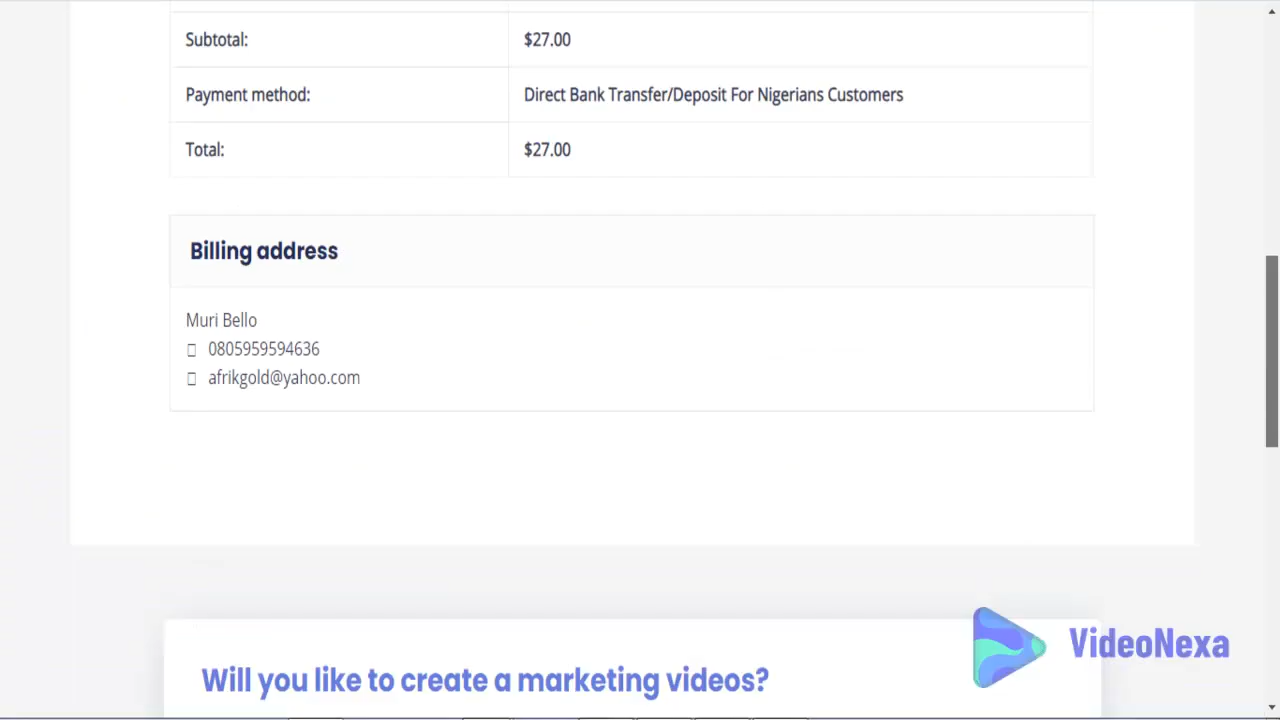 Subtotal: $27.00
Payment method: Direct Bank Transfer/Deposit For Nigerians Customers
Total: $27.00
Billing address
Muri Bello
0805959594636
afrikgold@yahoo.com
VideoNexa
Will you like to create a marketing videos?